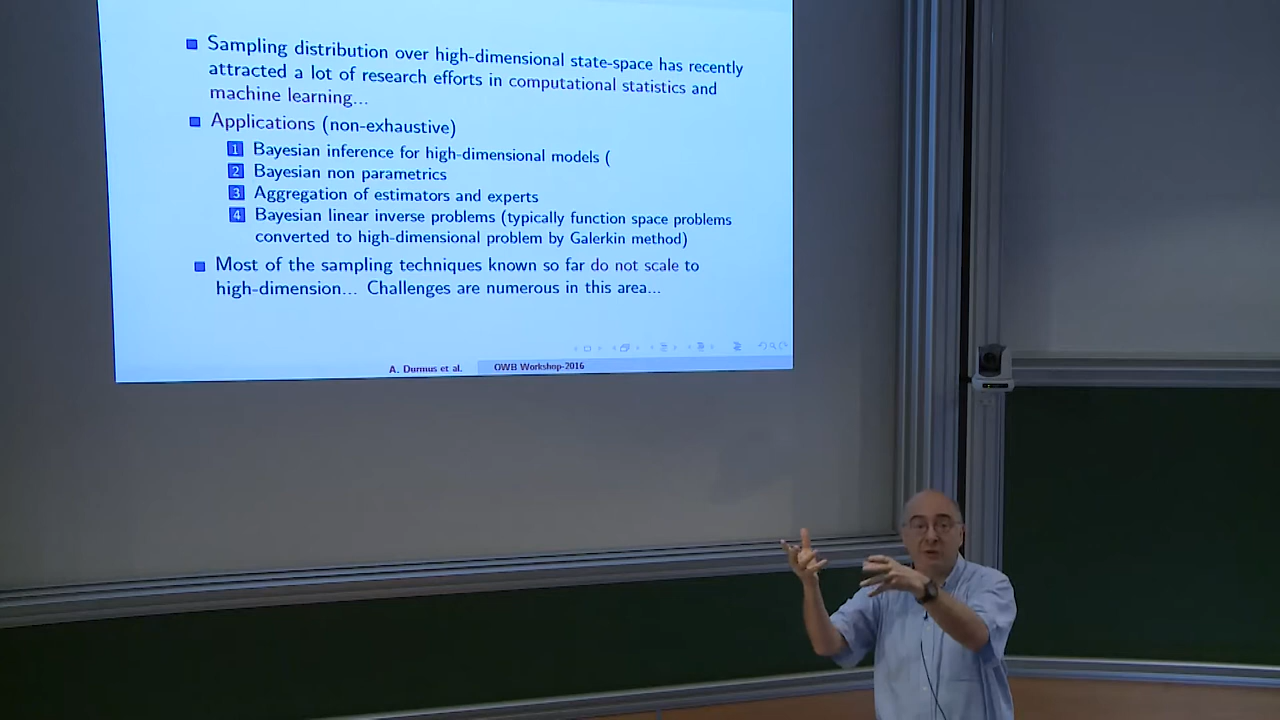 Sampling distribution over high-dimensional state-space has recently
attracted a lot of research efforts in computational statistics and
machine learning...
Applications (non-exhaustive)
1 Bayesian inference for high-dimensional models (
2 Bayesian non parametrics
3 Aggregation of estimators and experts
4 Bayesian linear inverse problems (typically function space problems
converted to high-dimensional problem by Galerkin method)
Most of the sampling techniques known so far do not scale to
high-dimension... Challenges are numerous in this area...
A. Durmus et al. OWB Workshop-2016